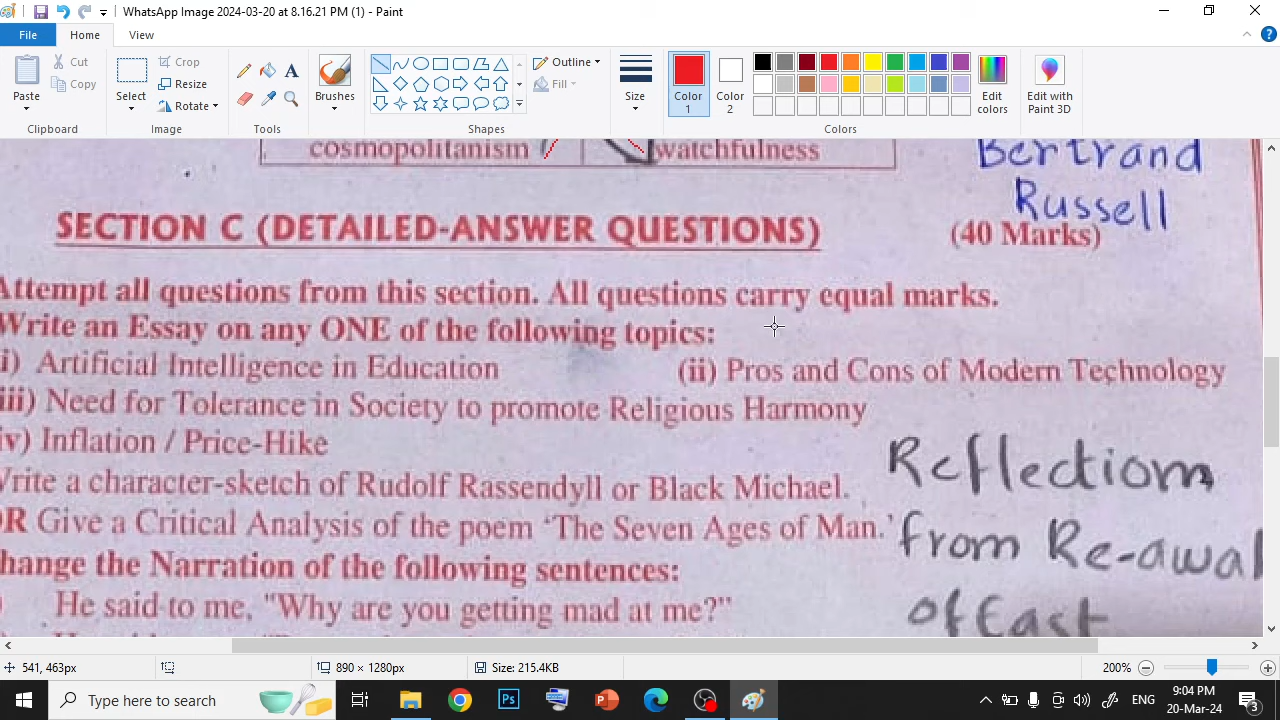 WhatsApp Image 2024-03-20 at 8.16.21 PM (1) - Paint
File Home View
Paste
Cut
Copy
Clipboard
Select
Crop
Resize
Rotate
Image
Tools
Brushes
Outline
Fill
Shapes
Size
Color 1
Color 2
Edit colors
Edit with Paint 3D
Colors
cosmopolitanism watchfulness
Bertrand
Russell
SECTION C (DETAILED-ANSWER QUESTIONS) (40 Marks)
Attempt all questions from this section. All questions carry equal marks.
Write an Essay on any ONE of the following topics:
i) Artificial Intelligence in Education (ii) Pros and Cons of Modern Technology
iii) Need for Tolerance in Society to promote Religious Harmony
iv) Inflation / Price-Hike
Write a character-sketch of Rudolf Rassendyll or Black Michael.
OR Give a Critical Analysis of the poem 'The Seven Ages of Man.'
hange the Narration of the following sentences:
) He said to me, "Why are you getting mad at me?"
Reflection
from Re-awa
of East
541, 463px 890 × 1280px Size: 215.4KB 200%
Type here to search
Ps
ENG
9:04 PM
20-Mar-24
3